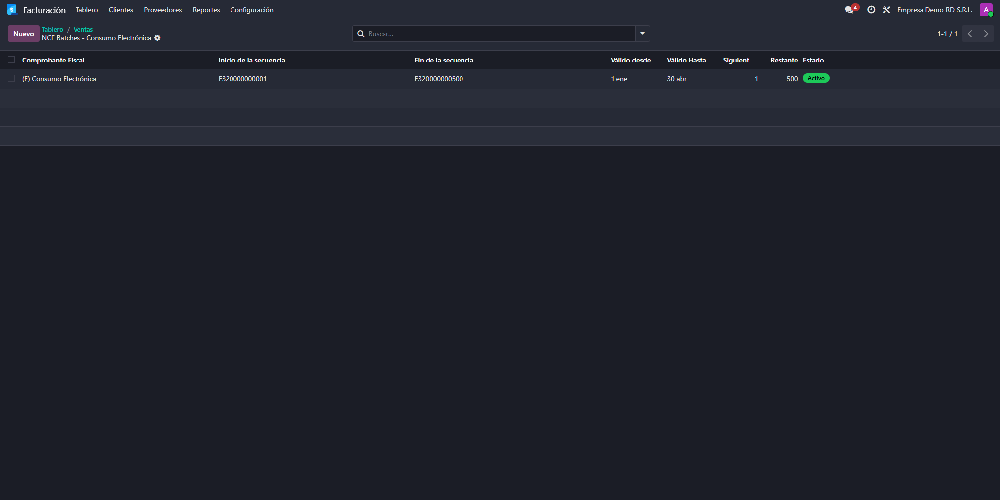 Facturación Tablero Clientes Proveedores Reportes Configuración 4 Empresa Demo RD S.R.L. A
Nuevo
Tablero / Ventas
NCF Batches - Consumo Electrónica
Buscar...
1-1 / 1
Comprobante Fiscal Inicio de la secuencia Fin de la secuencia Válido desde Válido Hasta Siguient... Restante Estado
(E) Consumo Electrónica E320000000001 E320000000500 1 ene 30 abr 1 500 Activo